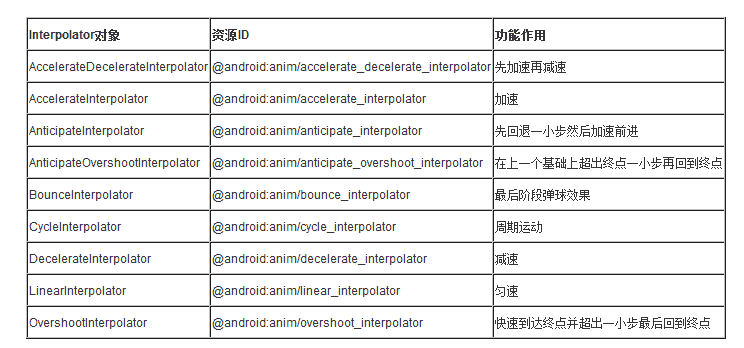 Interpolator对象 资源ID 功能作用
AccelerateDecelerateInterpolator @android:anim/accelerate_decelerate_interpolator 先加速再减速
AccelerateInterpolator @android:anim/accelerate_interpolator 加速
AnticipateInterpolator @android:anim/anticipate_interpolator 先回退一小步然后加速前进
AnticipateOvershootInterpolator @android:anim/anticipate_overshoot_interpolator 在上一个基础上超出终点一小步再回到终点
BounceInterpolator @android:anim/bounce_interpolator 最后阶段弹球效果
CycleInterpolator @android:anim/cycle_interpolator 周期运动
DecelerateInterpolator @android:anim/decelerate_interpolator 减速
LinearInterpolator @android:anim/linear_interpolator 匀速
OvershootInterpolator @android:anim/overshoot_interpolator 快速到达终点并超出一小步最后回到终点